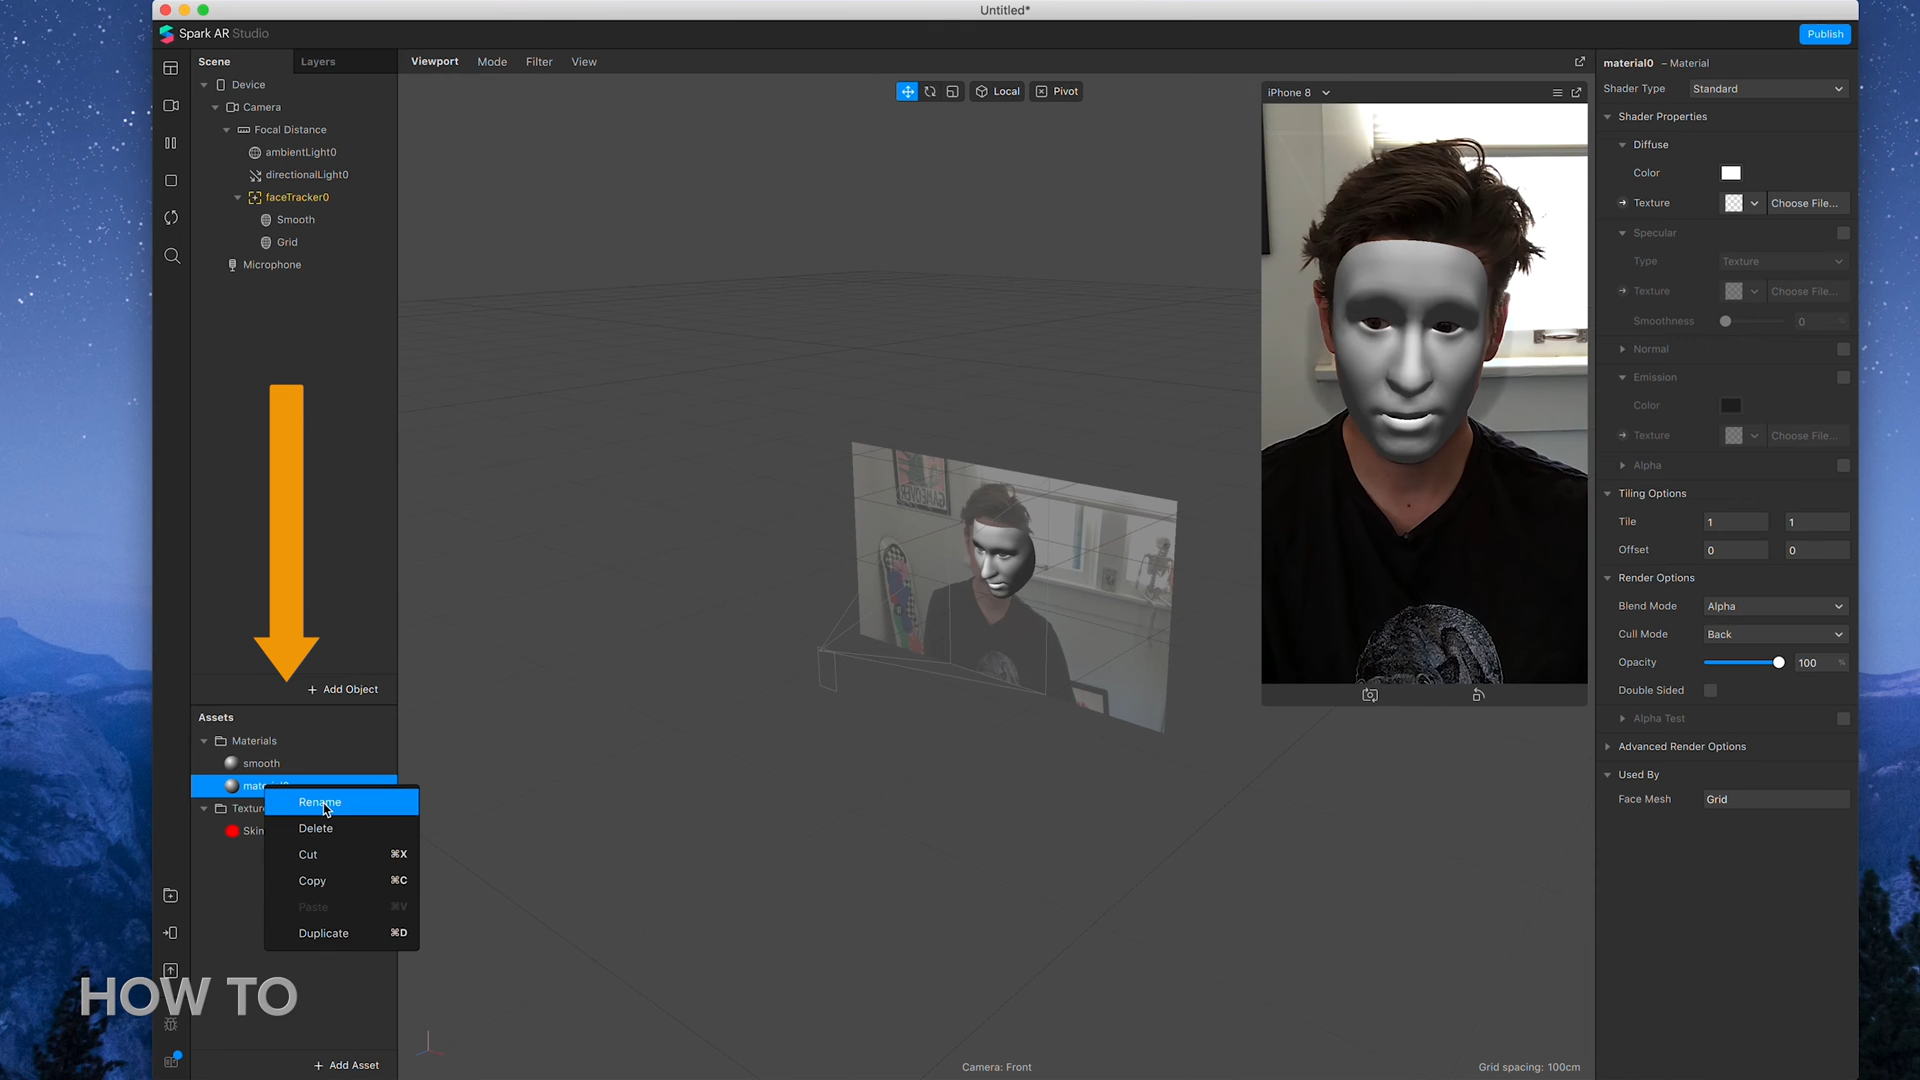 Untitled*
Spark AR Studio
Publish
Scene
Layers
Device
Camera
Focal Distance
ambientLight0
directionalLight0
faceTracker0
Smooth
Grid
Microphone
+ Add Object
Assets
Materials
smooth
Skin
Rename
Delete
Cut ⌘X
Copy ⌘C
Paste ⌘V
Duplicate ⌘D
+ Add Asset
HOW TO
Viewport Mode Filter View
Local
Pivot
iPhone 8
Camera: Front
Grid spacing: 100cm
material0 – Material
Shader Type Standard
Shader Properties
Diffuse
Color
Texture Choose File...
Specular
Type Texture
Texture Choose File...
Smoothness 0 %
Normal
Emission
Color
Texture Choose File...
Alpha
Tiling Options
Tile 1 1
Offset 0 0
Render Options
Blend Mode Alpha
Cull Mode Back
Opacity 100 %
Double Sided
Alpha Test
Advanced Render Options
Used By
Face Mesh Grid